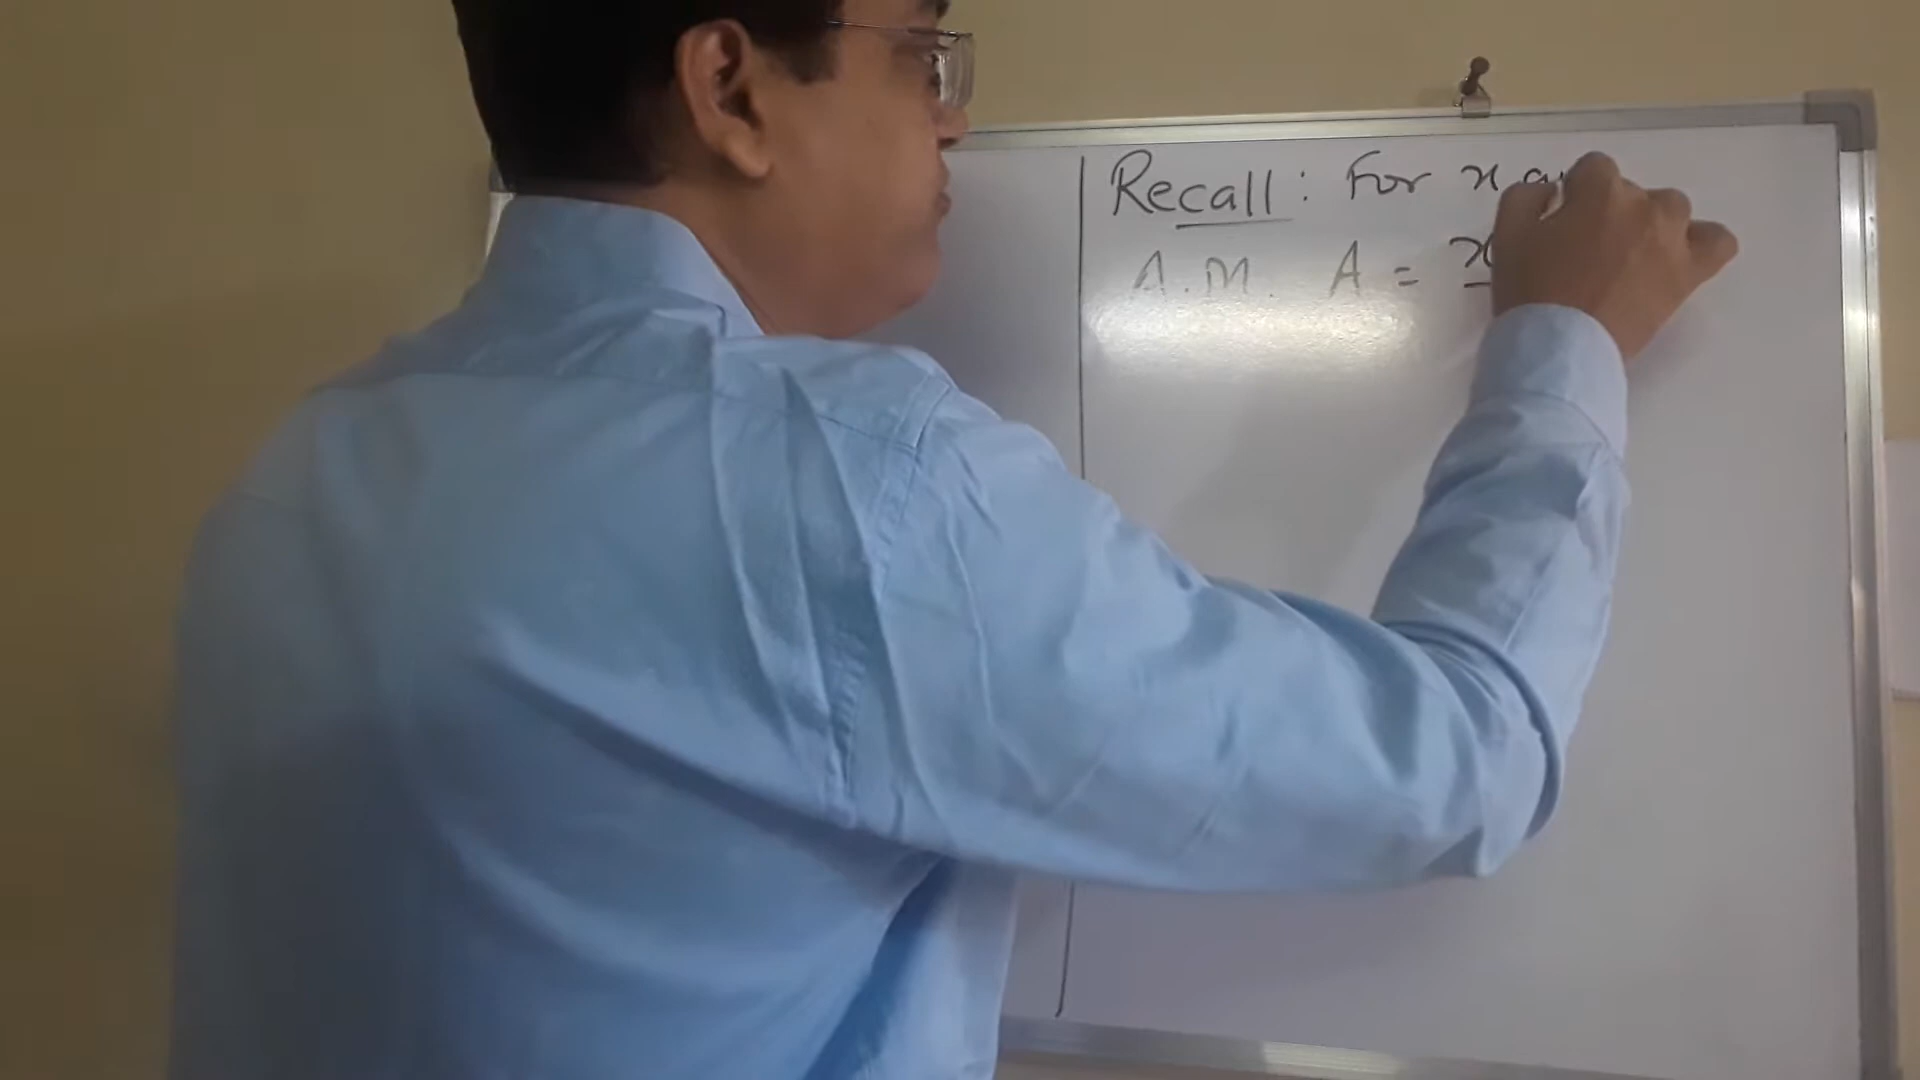 Recall : For x
A.M. A = x